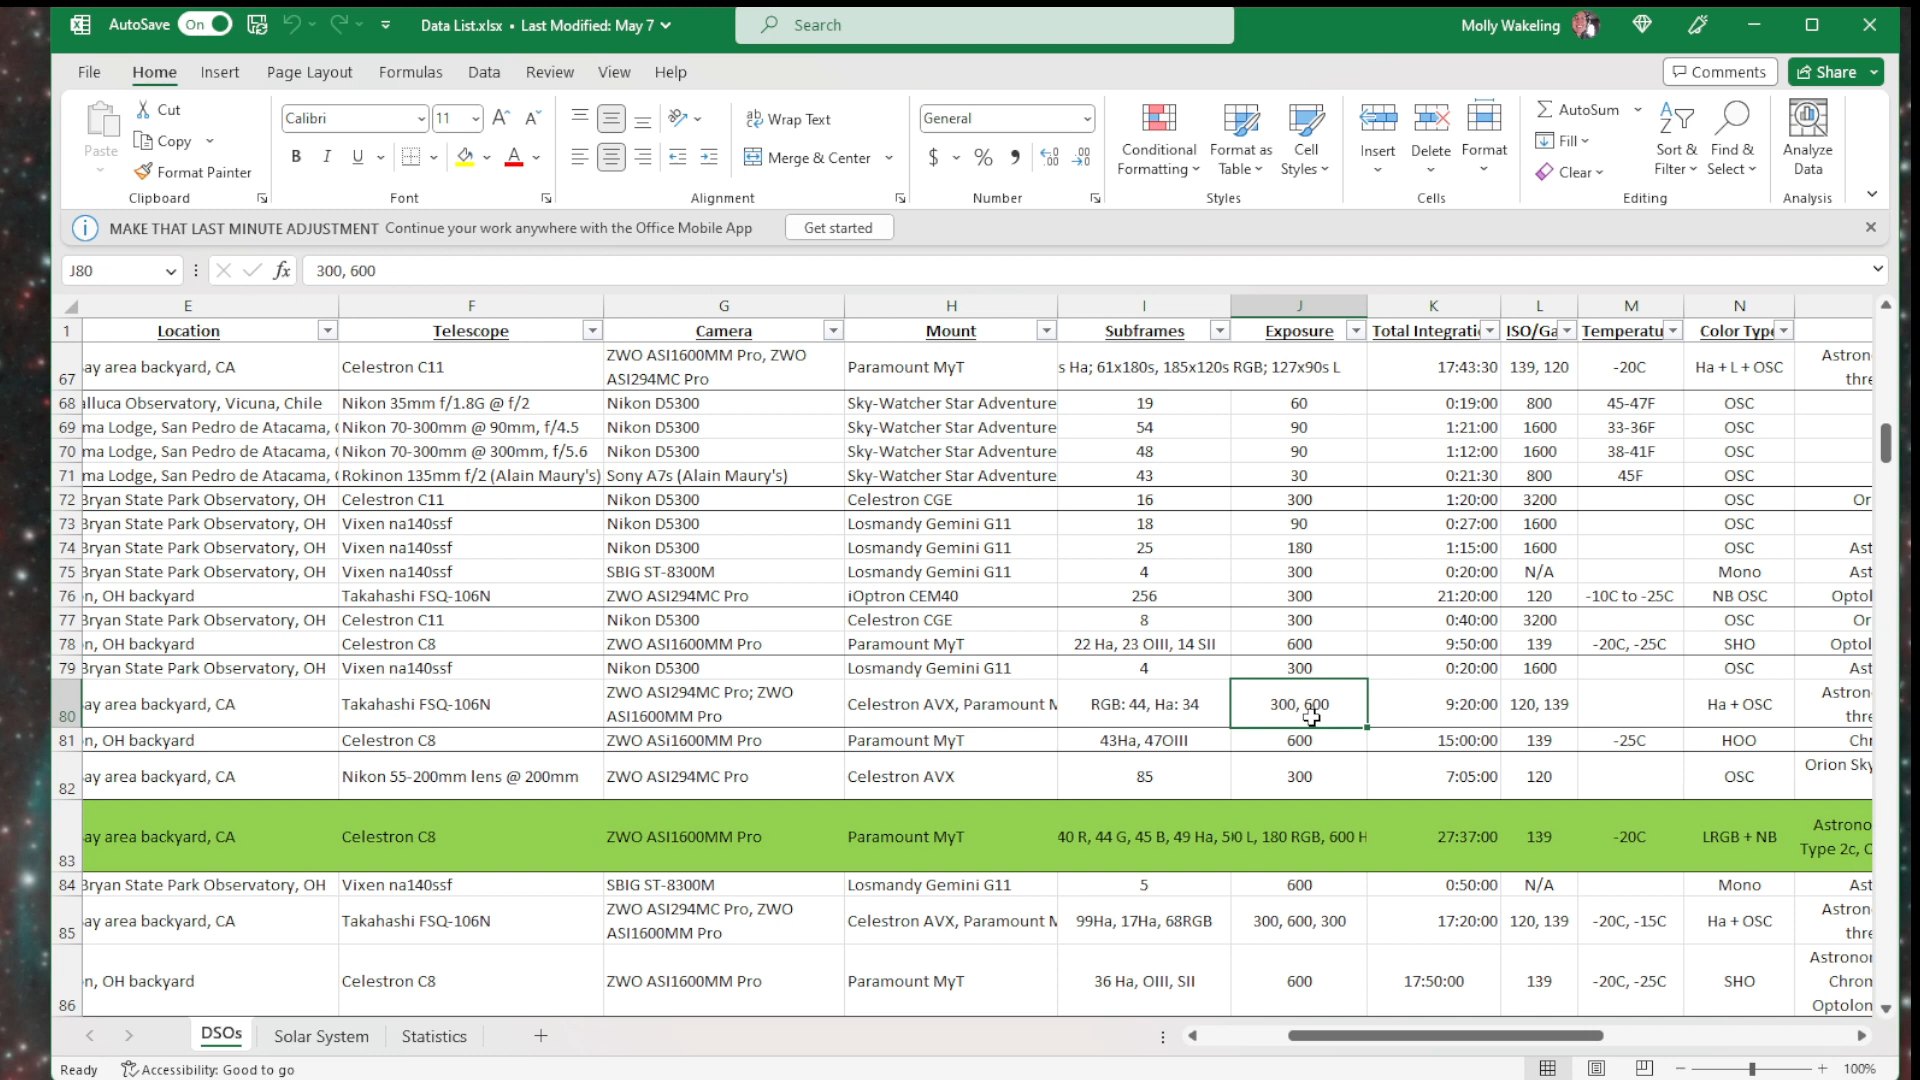 AutoSave On Data List.xlsx • Last Modified: May 7 Search Molly Wakeling
File Home Insert Page Layout Formulas Data Review View Help Comments Share
Paste Cut Copy Format Painter Clipboard
Calibri 11 B I U A Font
Wrap Text Merge & Center Alignment
General $ % Number
Conditional Formatting Format as Table Cell Styles Styles
Insert Delete Format Cells
AutoSum Fill Clear Sort & Filter Find & Select Editing
Analyze Data Analysis
MAKE THAT LAST MINUTE ADJUSTMENT Continue your work anywhere with the Office Mobile App Get started
J80 fx 300, 600
E F G H I J K L M N
1 Location Telescope Camera Mount Subframes Exposure Total Integrati ISO/Ga Temperatu Color Type
67 ay area backyard, CA Celestron C11 ZWO ASI1600MM Pro, ZWO ASI294MC Pro Paramount MyT s Ha; 61x180s, 185x120s RGB; 127x90s L 17:43:30 139, 120 -20C Ha + L + OSC Astron thre
68 alluca Observatory, Vicuna, Chile Nikon 35mm f/1.8G @ f/2 Nikon D5300 Sky-Watcher Star Adventure 19 60 0:19:00 800 45-47F OSC
69 ma Lodge, San Pedro de Atacama, Nikon 70-300mm @ 90mm, f/4.5 Nikon D5300 Sky-Watcher Star Adventure 54 90 1:21:00 1600 33-36F OSC
70 ma Lodge, San Pedro de Atacama, Nikon 70-300mm @ 300mm, f/5.6 Nikon D5300 Sky-Watcher Star Adventure 48 90 1:12:00 1600 38-41F OSC
71 ma Lodge, San Pedro de Atacama, Rokinon 135mm f/2 (Alain Maury's) Sony A7s (Alain Maury's) Sky-Watcher Star Adventure 43 30 0:21:30 800 45F OSC
72 Bryan State Park Observatory, OH Celestron C11 Nikon D5300 Celestron CGE 16 300 1:20:00 3200 OSC Or
73 Bryan State Park Observatory, OH Vixen na140ssf Nikon D5300 Losmandy Gemini G11 18 90 0:27:00 1600 OSC
74 Bryan State Park Observatory, OH Vixen na140ssf Nikon D5300 Losmandy Gemini G11 25 180 1:15:00 1600 OSC Ast
75 Bryan State Park Observatory, OH Vixen na140ssf SBIG ST-8300M Losmandy Gemini G11 4 300 0:20:00 N/A Mono Ast
76 n, OH backyard Takahashi FSQ-106N ZWO ASI294MC Pro iOptron CEM40 256 300 21:20:00 120 -10C to -25C NB OSC Optol
77 Bryan State Park Observatory, OH Celestron C11 Nikon D5300 Celestron CGE 8 300 0:40:00 3200 OSC Or
78 n, OH backyard Celestron C8 ZWO ASI1600MM Pro Paramount MyT 22 Ha, 23 OIII, 14 SII 600 9:50:00 139 -20C, -25C SHO Optol
79 Bryan State Park Observatory, OH Vixen na140ssf Nikon D5300 Losmandy Gemini G11 4 300 0:20:00 1600 OSC Ast
80 ay area backyard, CA Takahashi FSQ-106N ZWO ASI294MC Pro; ZWO ASI1600MM Pro Celestron AVX, Paramount M RGB: 44, Ha: 34 300, 600 9:20:00 120, 139 Ha + OSC Astron thre
81 n, OH backyard Celestron C8 ZWO ASi1600MM Pro Paramount MyT 43Ha, 47OIII 600 15:00:00 139 -25C HOO Chr
82 ay area backyard, CA Nikon 55-200mm lens @ 200mm ZWO ASI294MC Pro Celestron AVX 85 300 7:05:00 120 OSC Orion Sky
83 ay area backyard, CA Celestron C8 ZWO ASI1600MM Pro Paramount MyT 40 R, 44 G, 45 B, 49 Ha, 0 L, 180 RGB, 600 H 27:37:00 139 -20C LRGB + NB Astrono Type 2c, C
84 Bryan State Park Observatory, OH Vixen na140ssf SBIG ST-8300M Losmandy Gemini G11 5 600 0:50:00 N/A Mono Ast
85 ay area backyard, CA Takahashi FSQ-106N ZWO ASI294MC Pro, ZWO ASI1600MM Pro Celestron AVX, Paramount M 99Ha, 17Ha, 68RGB 300, 600, 300 17:20:00 120, 139 -20C, -15C Ha + OSC Astron thre
86 n, OH backyard Celestron C8 ZWO ASI1600MM Pro Paramount MyT 36 Ha, OIII, SII 600 17:50:00 139 -20C, -25C SHO Astronor Chron Optolon
DSOs Solar System Statistics
Ready Accessibility: Good to go 100%